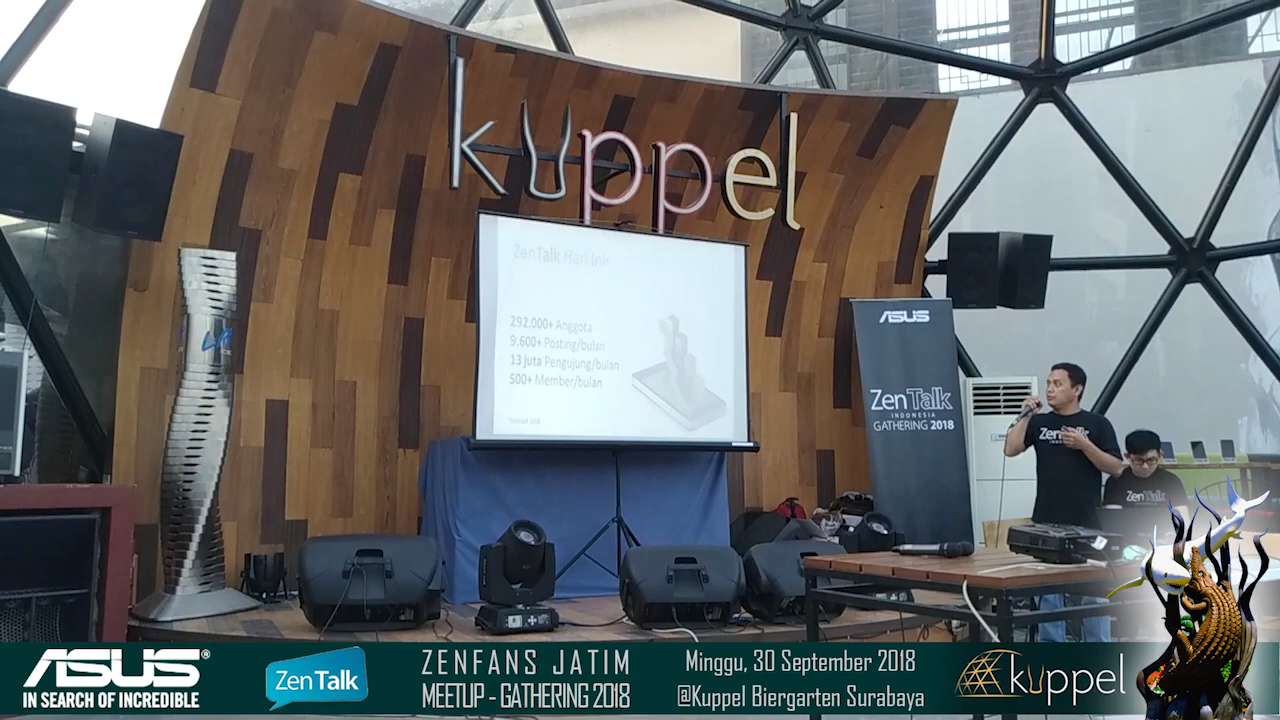 kuppel
ZenTalk Hari Ini*
292.000+ Anggota
9.600+ Posting/bulan
13 juta Pengujung/bulan
500+ Member/bulan
ASUS
ZenTalk
INDONESIA
GATHERING 2018
ZenTalk
ZenTalk
ASUS®
IN SEARCH OF INCREDIBLE
ZenTalk
ZENFANS JATIM
MEETUP - GATHERING 2018
Minggu, 30 September 2018
@Kuppel Biergarten Surabaya
kuppel